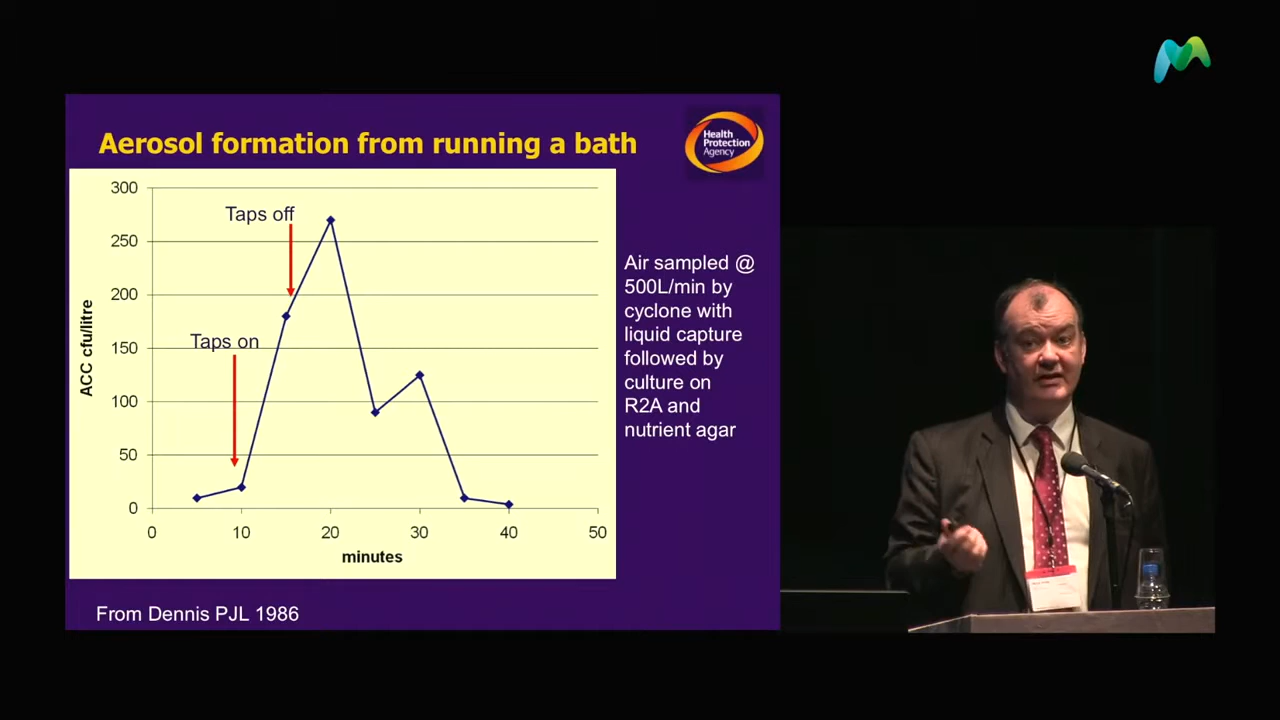 Aerosol formation from running a bath
Health
Protection
Agency
300
250
200
150
100
50
0
ACC cfu/litre
Taps off
Taps on
0 10 20 30 40 50
minutes
Air sampled @
500L/min by
cyclone with
liquid capture
followed by
culture on
R2A and
nutrient agar
From Dennis PJL 1986